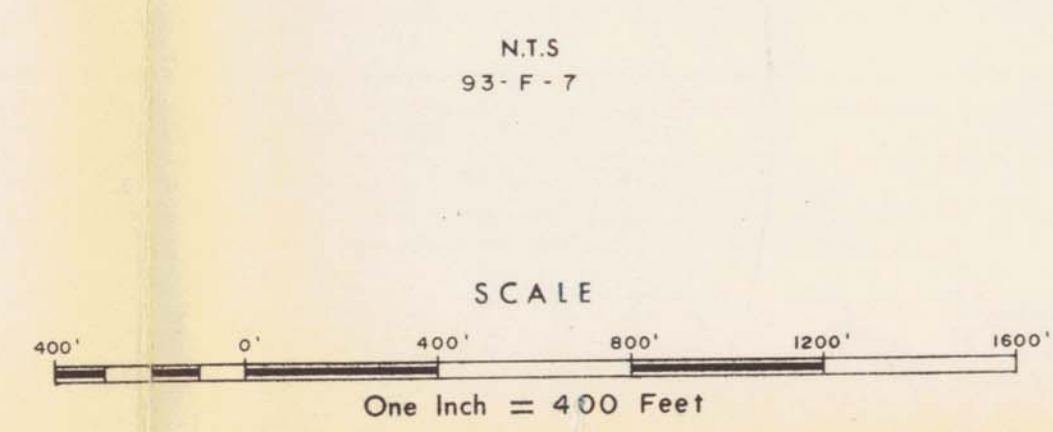 N.T.S
93-F-7
SCALE
400' 0' 400' 800' 1200' 1600'
One Inch = 400 Feet